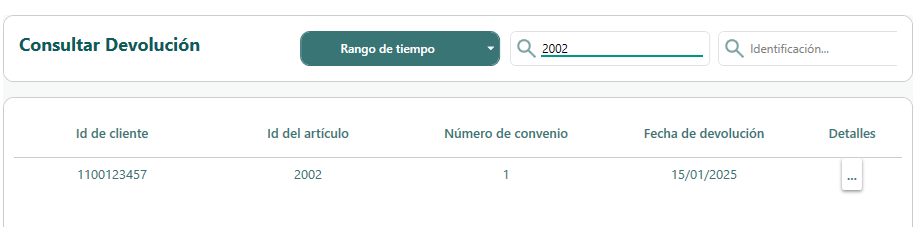 Consultar Devolución
Rango de tiempo
2002
Identificación...
Id de cliente Id del artículo Número de convenio Fecha de devolución Detalles
1100123457 2002 1 15/01/2025 ...